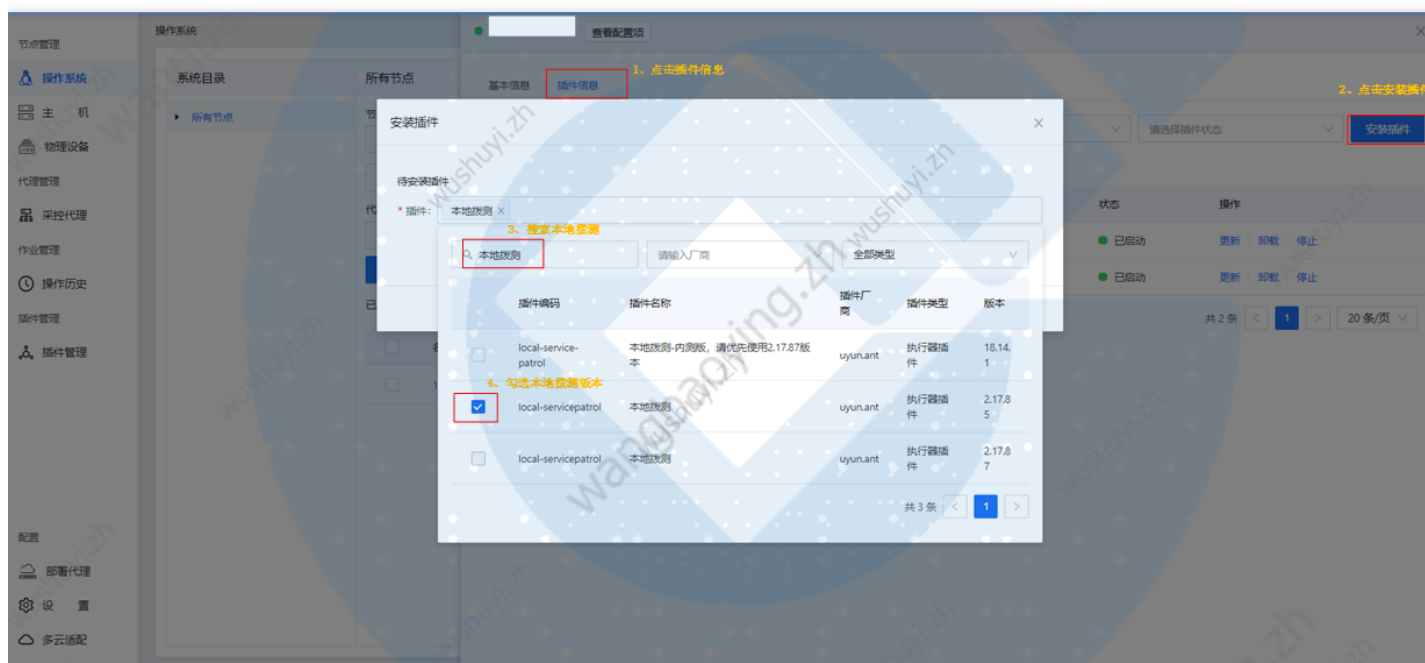 节点管理
操作系统
主 机
物理设备
代理管理
采控代理
作业管理
操作历史
插件管理
插件管理
配置
部署代理
设 置
多云适配
操作系统
系统目录
所有节点
所有节点
查看配置项
基本信息
插件信息
1、点击插件信息
2、点击安装插件
请选择插件状态
安装插件
状态
操作
已启动
更新 卸载 停止
已启动
更新 卸载 停止
共 2 条 < 1 > 20 条/页
安装插件
待安装插件
* 插件: 本地拨测 ×
3、搜索本地拨测
本地拨测
请输入厂商
全部类型
插件编码 插件名称 插件厂商 插件类型 版本
local-service-patrol 本地拨测-内测版，请优先使用2.17.87版本 uyun.ant 执行器插件 18.14.1
4、勾选本地拨测版本
local-servicepatrol 本地拨测 uyun.ant 执行器插件 2.17.85
local-servicepatrol 本地拨测 uyun.ant 执行器插件 2.17.87
共 3 条 < 1 >
wushuyi.zh